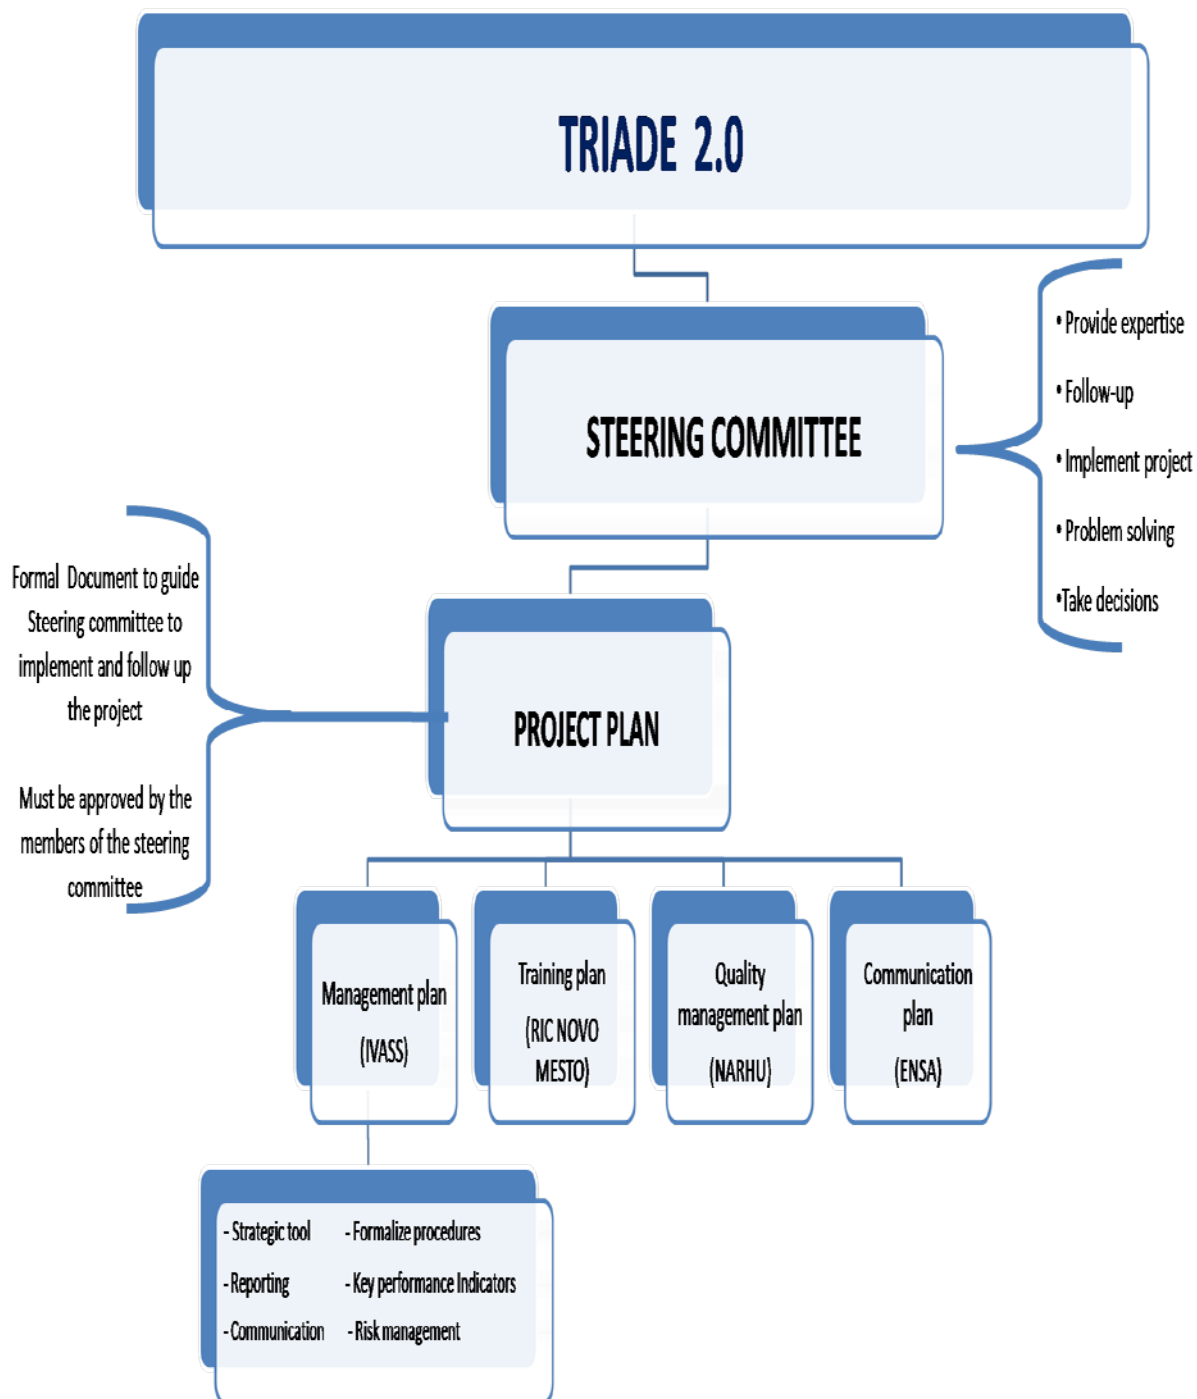 TRIADE 2.0
STEERING COMMITTEE
• Provide expertise
• Follow-up
• Implement project
• Problem solving
•Take decisions
Formal Document to guide
Steering committee to
implement and follow up
the project
Must be approved by the
members of the steering
committee
PROJECT PLAN
Management plan
(IVASS)
Training plan
(RIC NOVO
MESTO)
Quality
management plan
(NARHU)
Communication
plan
(ENSA)
- Strategic tool - Formalize procedures
- Reporting - Key performance Indicators
- Communication - Risk management